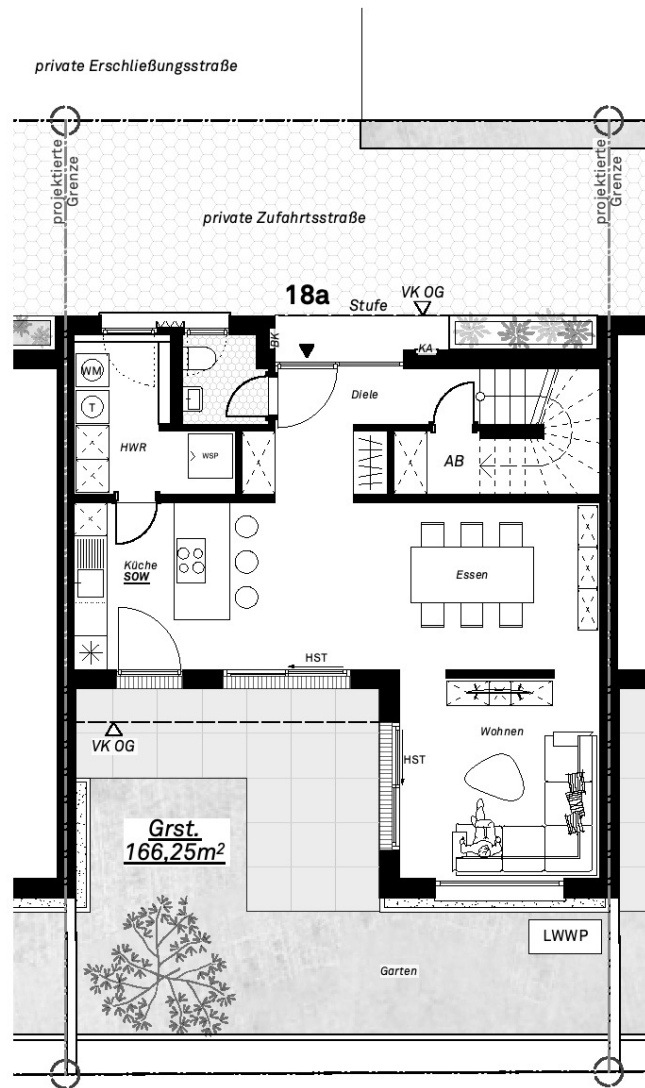 private Erschließungsstraße
projektierte
Grenze
projektierte
Grenze
private Zufahrtsstraße
18a
Stufe
VK OG
BK
KA
WM
T
Diele
HWR
WSP
AB
Küche
SOW
Essen
HST
VK OG
Wohnen
HST
Grst.
166,25m²
LWWP
Garten